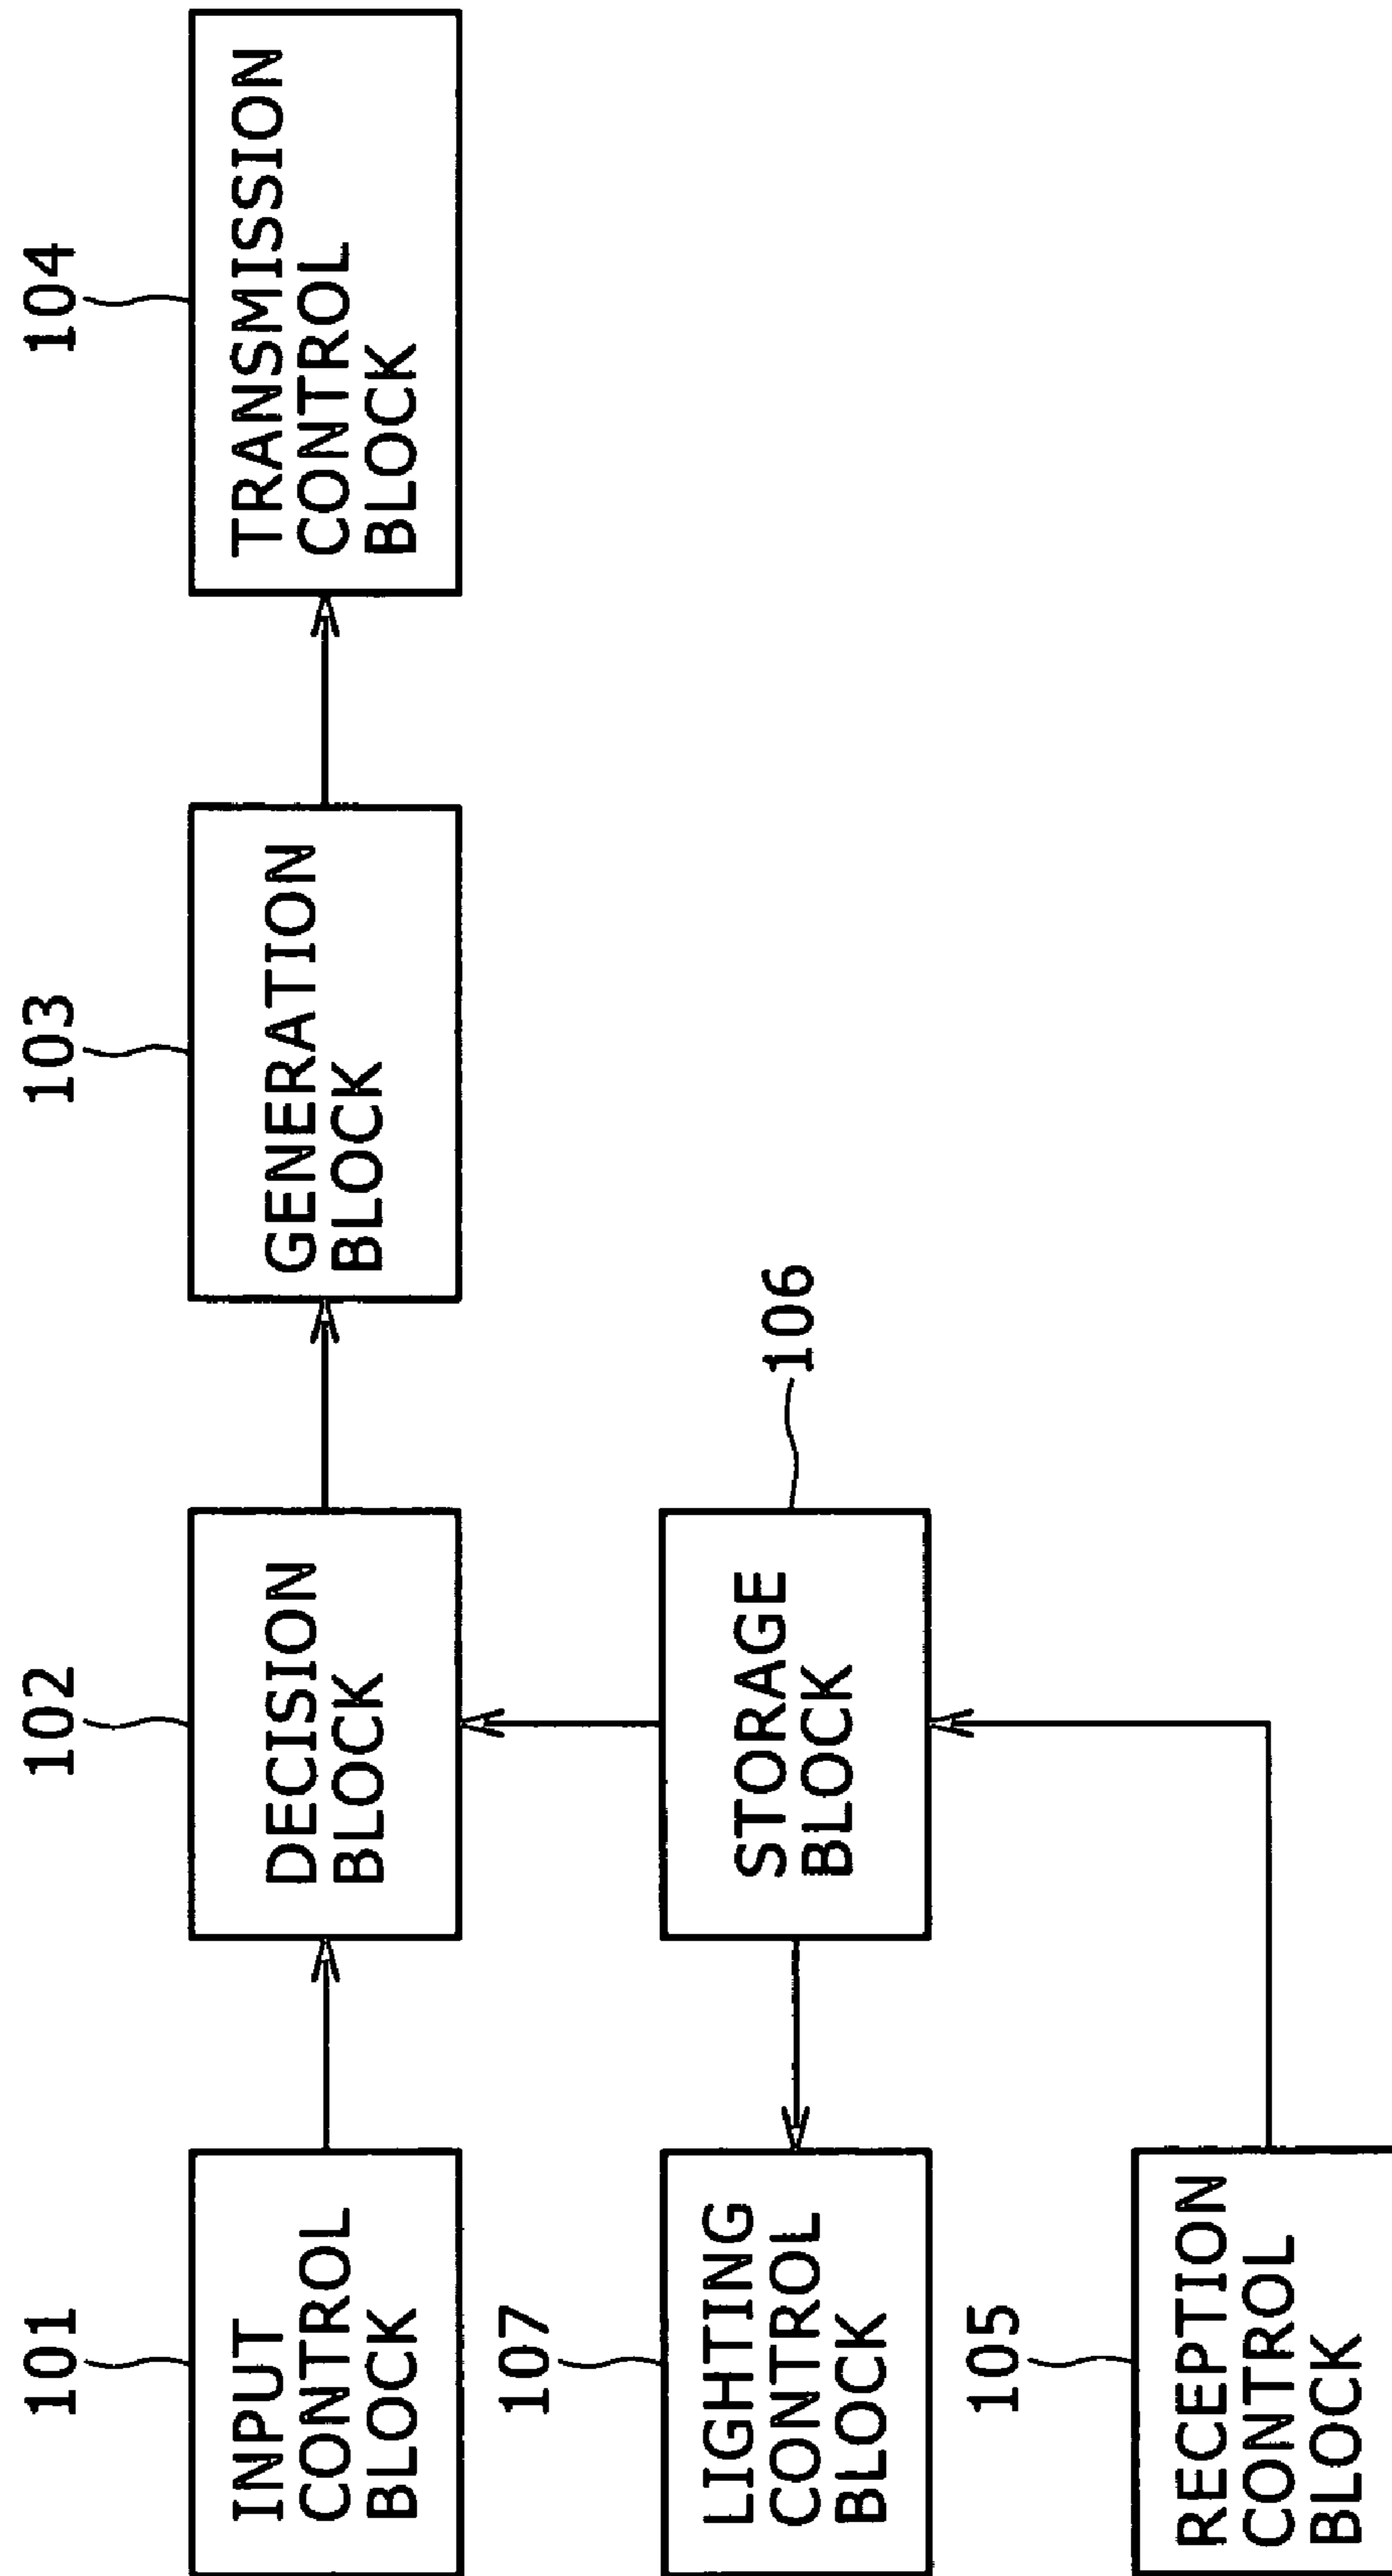 101
INPUT
CONTROL
BLOCK
102
DECISION
BLOCK
103
GENERATION
BLOCK
104
TRANSMISSION
CONTROL
BLOCK
107
LIGHTING
CONTROL
BLOCK
106
STORAGE
BLOCK
105
RECEPTION
CONTROL
BLOCK